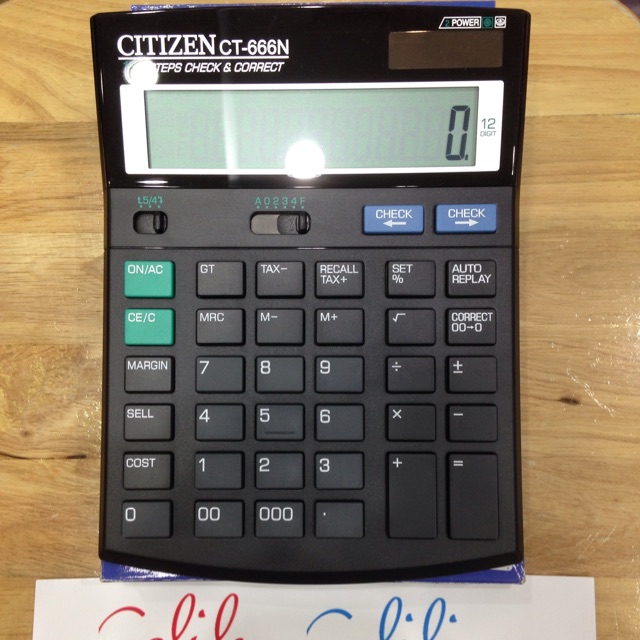 POWER
CITIZEN CT-666N
STEPS CHECK & CORRECT
0.
12
DIGIT
5/4
A 0 2 3 4 F
CHECK ← CHECK →
ON/AC GT TAX− RECALL TAX+ SET % AUTO REPLAY
CE/C MRC M− M+ √ CORRECT 00→0
MARGIN 7 8 9 ÷ ±
SELL 4 5 6 × −
COST 1 2 3 + =
0 00 000 ·